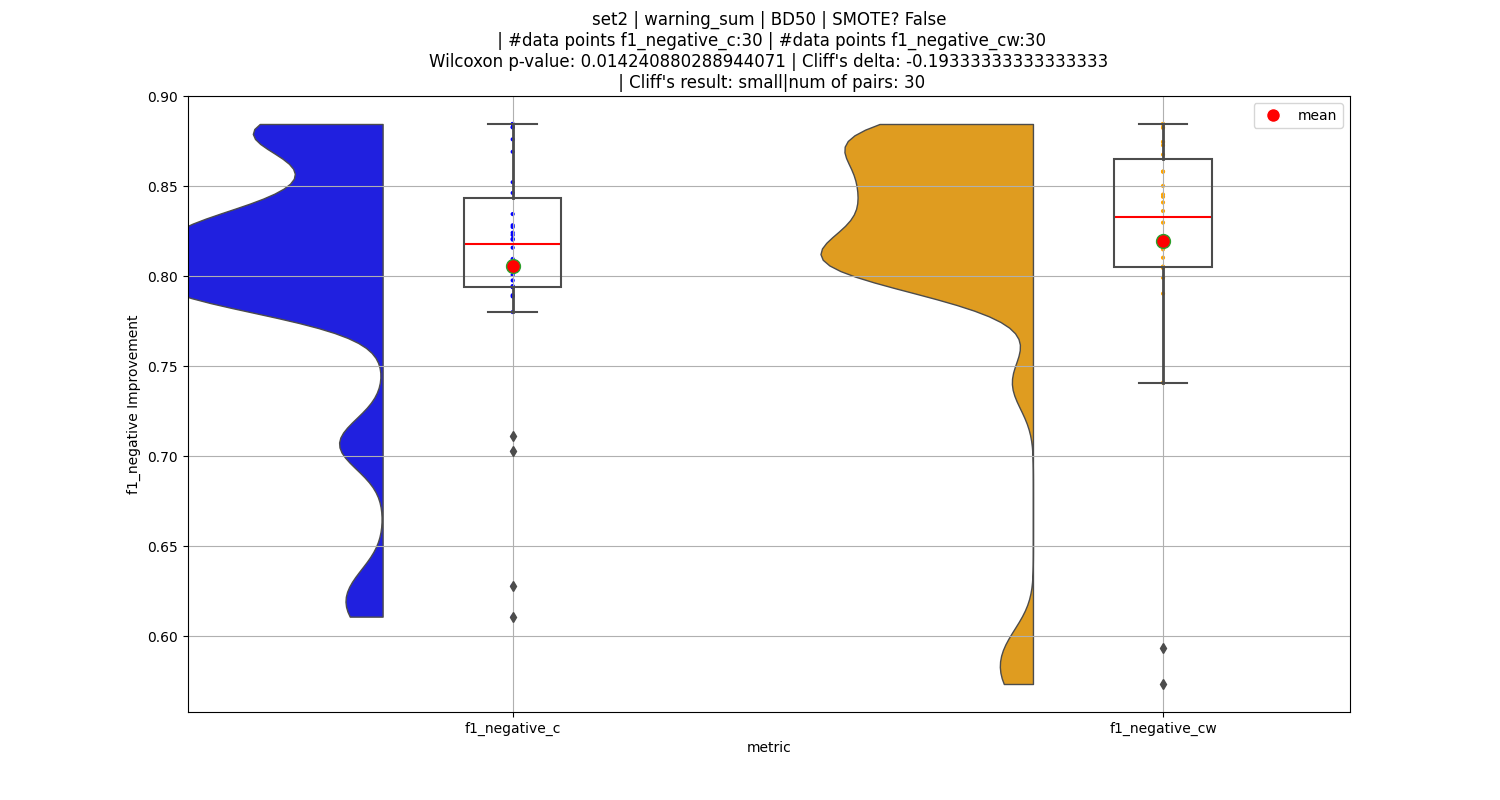 set2 | warning_sum | BD50 | SMOTE? False
| #data points f1_negative_c:30 | #data points f1_negative_cw:30
Wilcoxon p-value: 0.014240880288944071 | Cliff's delta: -0.19333333333333333
| Cliff's result: small|num of pairs: 30
mean
0.90
0.85
0.80
0.75
0.70
0.65
0.60
f1_negative Improvement
f1_negative_c
f1_negative_cw
metric